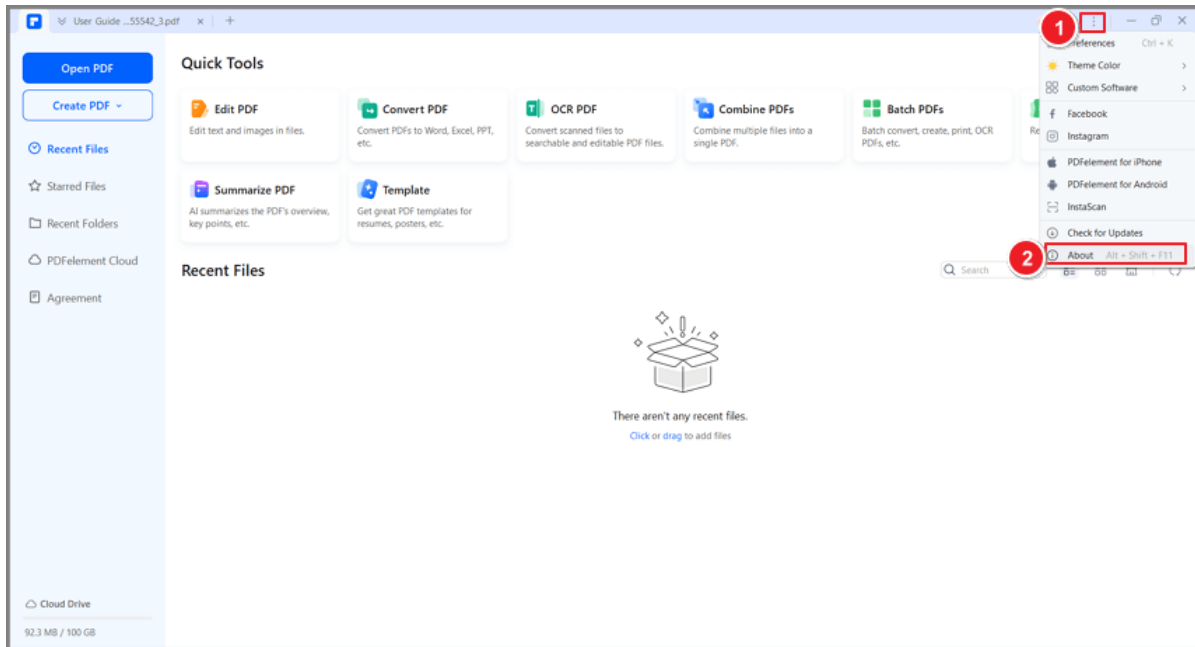 User Guide ...55542_3.pdf
1
Open PDF
Create PDF
Recent Files
Starred Files
Recent Folders
PDFelement Cloud
Agreement
Cloud Drive
92.3 MB / 100 GB
Quick Tools
Edit PDF
Edit text and images in files.
Convert PDF
Convert PDFs to Word, Excel, PPT,
etc.
OCR PDF
Convert scanned files to
searchable and editable PDF files.
Combine PDFs
Combine multiple files into a
single PDF.
Batch PDFs
Batch convert, create, print, OCR
PDFs, etc.
Re
Summarize PDF
AI summarizes the PDF's overview,
key points, etc.
Template
Get great PDF templates for
resumes, posters, etc.
Recent Files
Search
There aren't any recent files.
Click or drag to add files
references Ctrl + K
Theme Color
Custom Software
Facebook
Instagram
PDFelement for iPhone
PDFelement for Android
InstaScan
Check for Updates
2
About Alt + Shift + F11